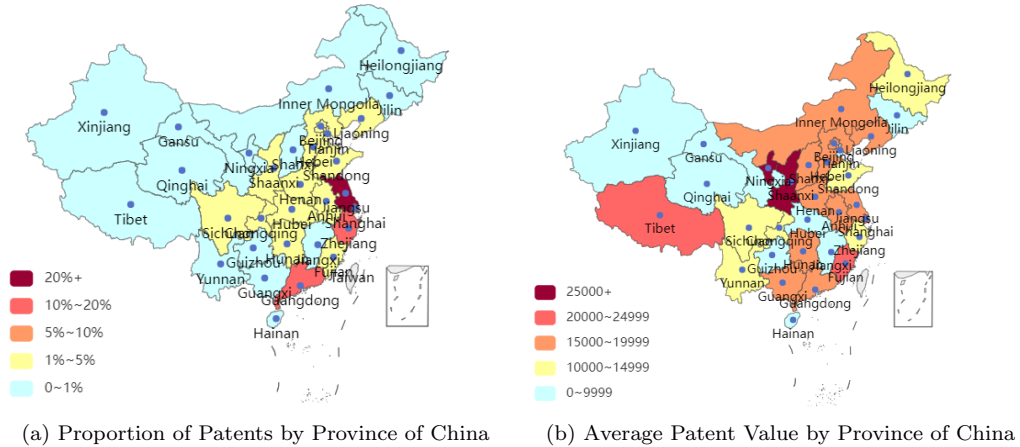 Heilongjiang
Xinjiang
Inner Mongolia
Jilin
Gansu
Beijing
Liaoning
Tianjin
Ningxia
Shanxi
Hebei
Qinghai
Shaanxi
Shandong
Tibet
Henan
Jiangsu
Anhui
Shanghai
Sichuan
Chongqing
Huber
Zhejiang
Guizhou
Hunan
Jiangxi
Yunnan
Fujian
Taiwan
Guangxi
Guangdong
Hainan
20%+
10%~20%
5%~10%
1%~5%
0~1%
(a) Proportion of Patents by Province of China
Heilongjiang
Inner Mongolia
Xinjiang
Jilin
Gansu
Beijing
Liaoning
Tianjin
Ningxia
Shanxi
Hebei
Qinghai
Shaanxi
Shandong
Henan
Jiangsu
Tibet
Anhui
Shanghai
Sichuan
Chongqing
Huber
Zhejiang
Guizhou
Hunan
Jiangxi
Yunnan
Fujian
Guangxi
Guangdong
Hainan
25000+
20000~24999
15000~19999
10000~14999
0~9999
(b) Average Patent Value by Province of China